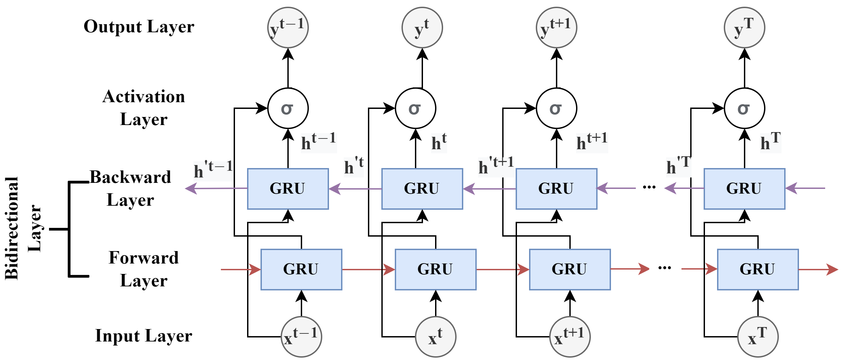 Output Layer y^t−1 y^t y^t+1 y^T
Activation
Layer
σ σ σ σ
h^t−1 h^t h^t+1 h^T
h'^t−1 h'^t h'^t+1 h'^T
Backward
Layer
GRU GRU GRU ... GRU
Bidirectional
Layer
Forward
Layer
GRU GRU GRU ... GRU
Input Layer x^t−1 x^t x^t+1 x^T